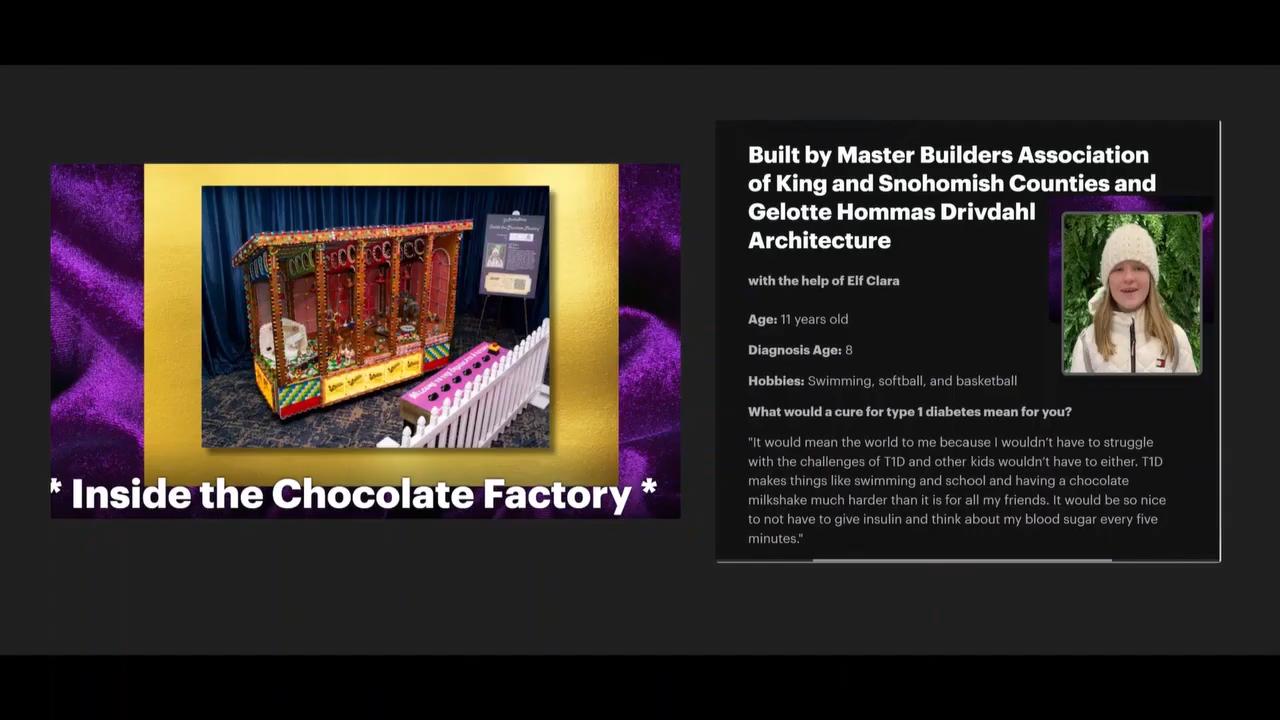 * Inside the Chocolate Factory *
Built by Master Builders Association
of King and Snohomish Counties and
Gelotte Hommas Drivdahl
Architecture
with the help of Elf Clara
Age: 11 years old
Diagnosis Age: 8
Hobbies: Swimming, softball, and basketball
What would a cure for type 1 diabetes mean for you?
"It would mean the world to me because I wouldn’t have to struggle
with the challenges of T1D and other kids wouldn’t have to either. T1D
makes things like swimming and school and having a chocolate
milkshake much harder than it is for all my friends. It would be so nice
to not have to give insulin and think about my blood sugar every five
minutes."